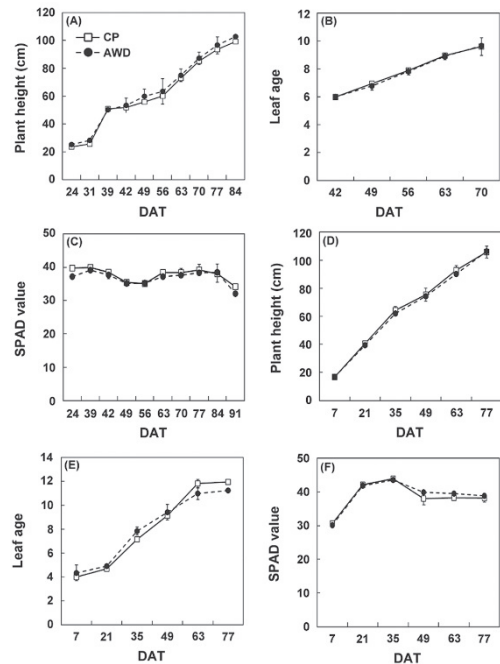 (A)
CP
AWD
Plant height (cm)
120
100
80
60
40
20
0
24 31 39 42 49 56 63 70 77 84
DAT
(B)
Leaf age
12
10
8
6
4
2
0
42 49 56 63 70
DAT
(C)
SPAD value
50
40
30
20
10
0
24 39 42 49 56 63 70 77 84 91
DAT
(D)
Plant height (cm)
120
100
80
60
40
20
0
7 21 35 49 63 77
DAT
(E)
Leaf age
14
12
10
8
6
4
2
0
7 21 35 49 63 77
DAT
(F)
SPAD value
50
40
30
20
10
0
7 21 35 49 63 77
DAT